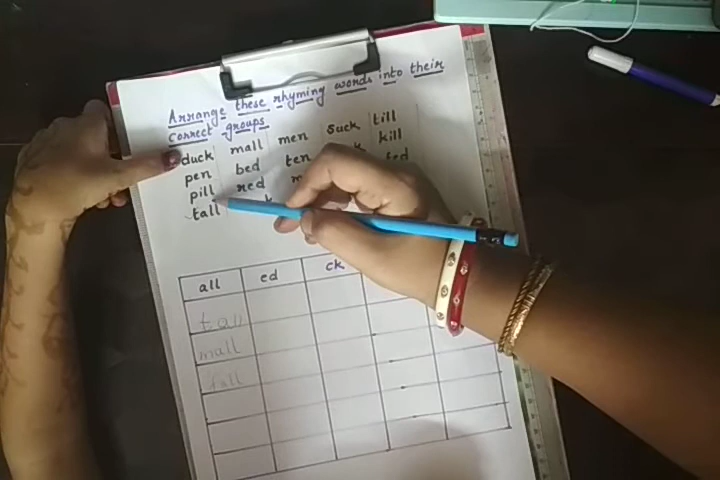 Arrange these rhyming words into their
correct groups
duck mall men suck till
pen bed ten kill
pill red fed
tall
all ed ck
tall
mall
fall